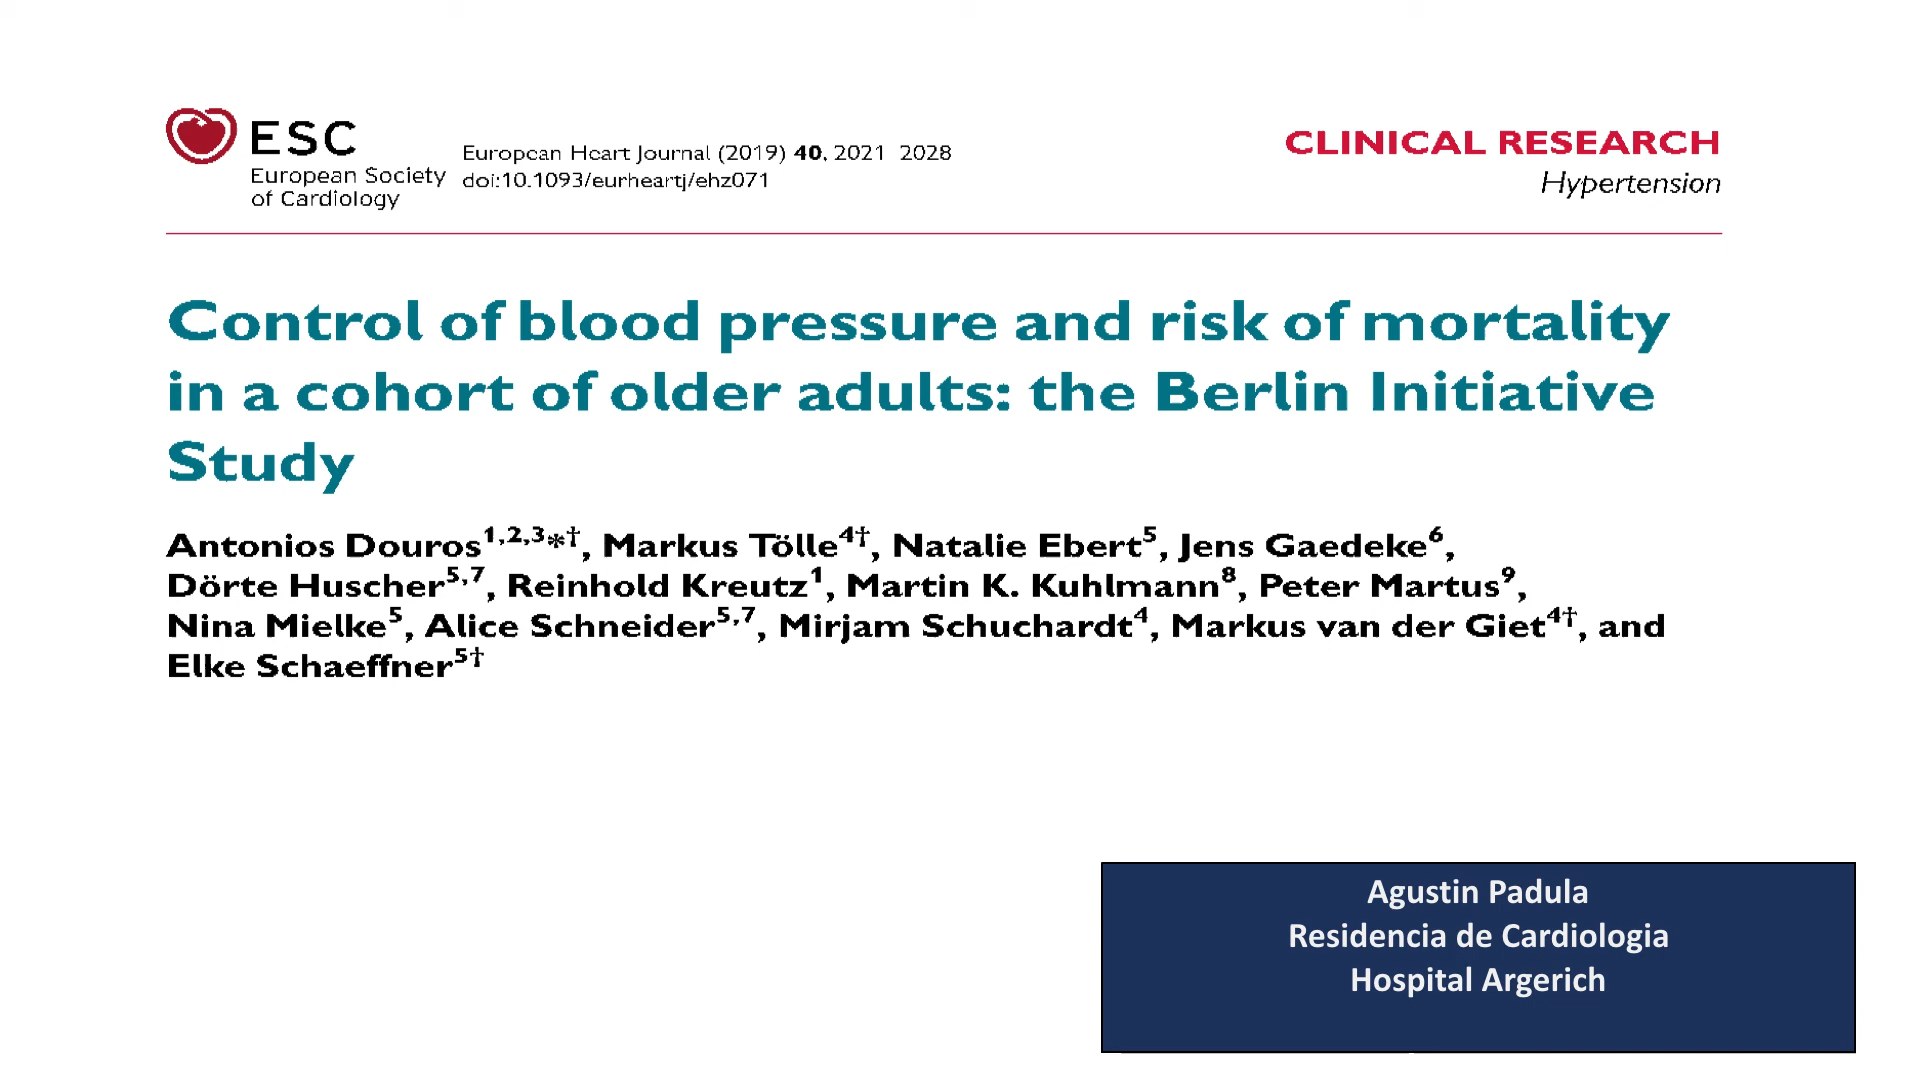 ESC
European Society
of Cardiology
European Heart Journal (2019) 40, 2021–2028
doi:10.1093/eurheartj/ehz071
CLINICAL RESEARCH
Hypertension
Control of blood pressure and risk of mortality
in a cohort of older adults: the Berlin Initiative
Study
Antonios Douros1,2,3*†, Markus Tölle4†, Natalie Ebert5, Jens Gaedeke6,
Dörte Huscher5,7, Reinhold Kreutz1, Martin K. Kuhlmann8, Peter Martus9,
Nina Mielke5, Alice Schneider5,7, Mirjam Schuchardt4, Markus van der Giet4†, and
Elke Schaeffner5†
Agustin Padula
Residencia de Cardiologia
Hospital Argerich